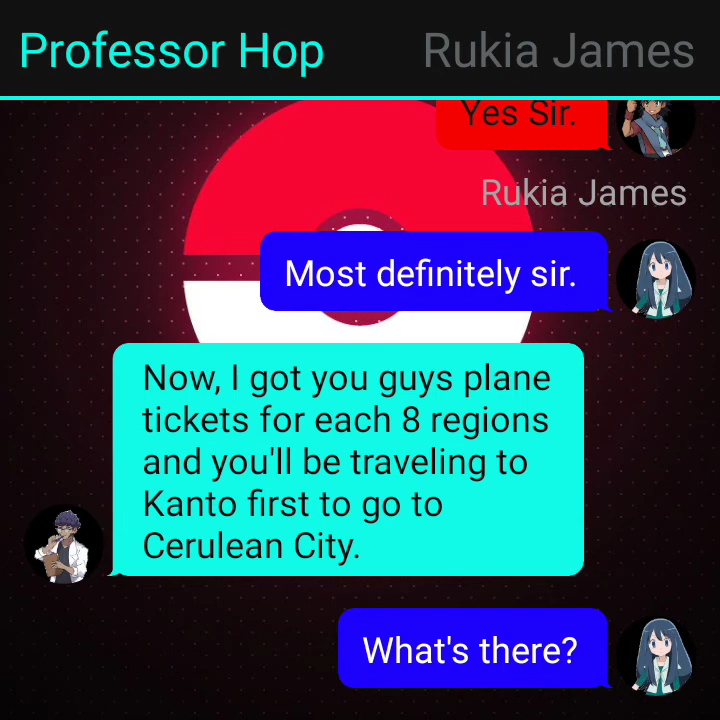 Professor Hop Rukia James
Yes Sir.
Rukia James
Most definitely sir.
Now, I got you guys plane
tickets for each 8 regions
and you'll be traveling to
Kanto first to go to
Cerulean City.
What's there?